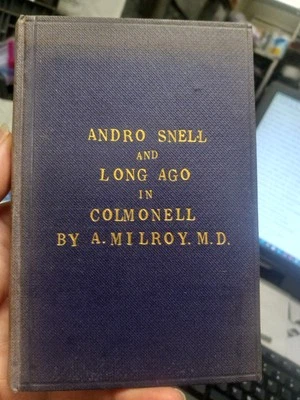 ANDRO SNELL
AND
LONG AGO
IN
COLMONELL
BY A. MILROY. M.D.